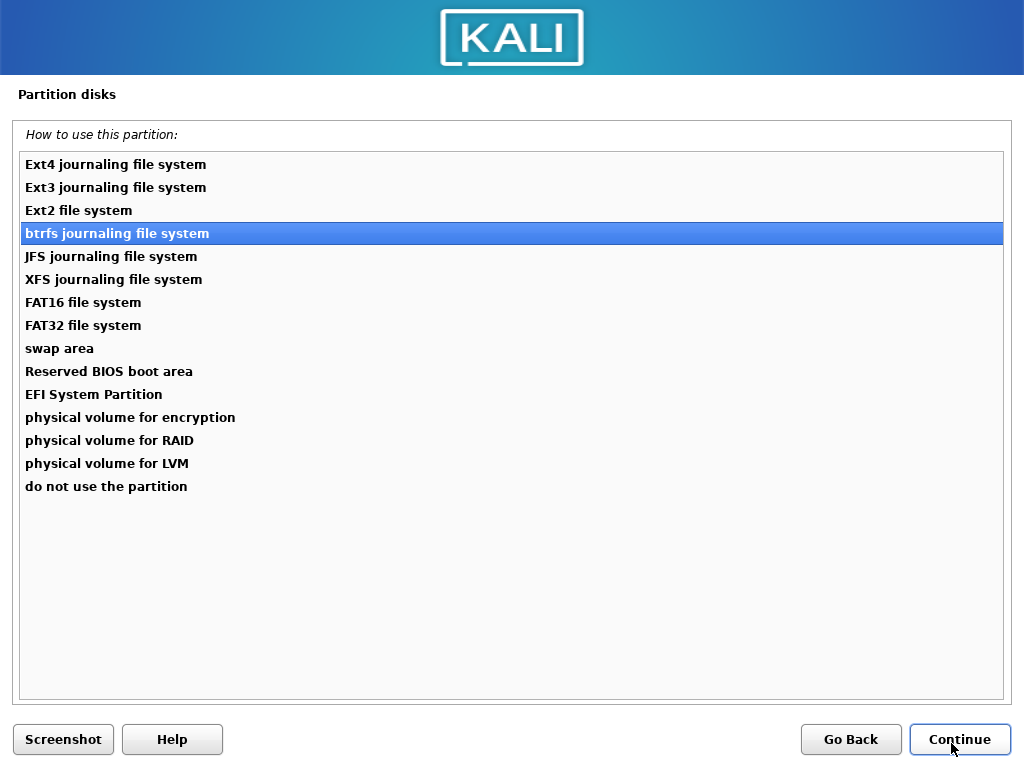 KALI
Partition disks
How to use this partition:
Ext4 journaling file system
Ext3 journaling file system
Ext2 file system
btrfs journaling file system
JFS journaling file system
XFS journaling file system
FAT16 file system
FAT32 file system
swap area
Reserved BIOS boot area
EFI System Partition
physical volume for encryption
physical volume for RAID
physical volume for LVM
do not use the partition
Screenshot Help Go Back Continue